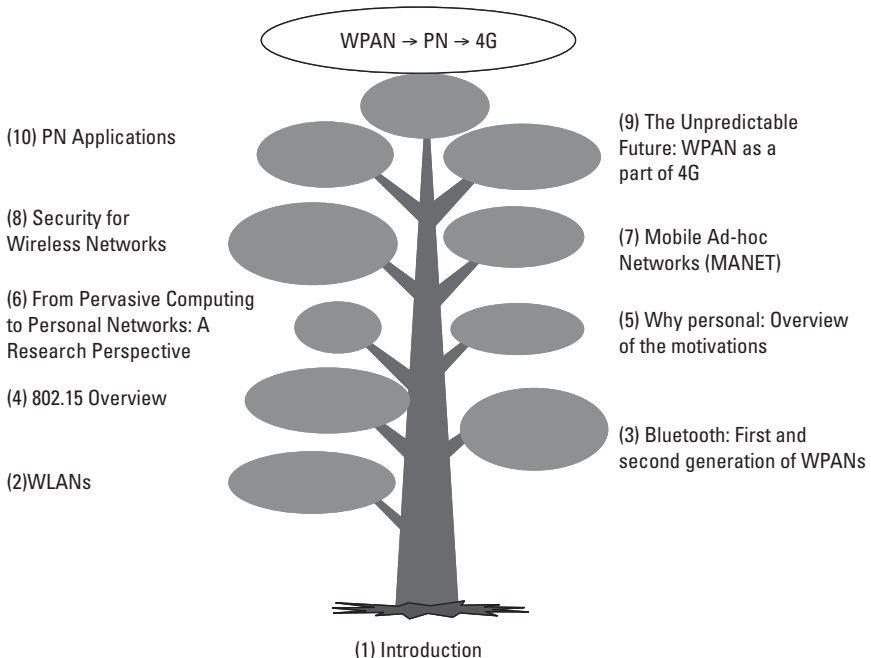 WPAN → PN → 4G
(10) PN Applications
(9) The Unpredictable
Future: WPAN as a
part of 4G
(8) Security for
Wireless Networks
(7) Mobile Ad-hoc
Networks (MANET)
(6) From Pervasive Computing
to Personal Networks: A
Research Perspective
(5) Why personal: Overview
of the motivations
(4) 802.15 Overview
(3) Bluetooth: First and
second generation of WPANs
(2)WLANs
(1) Introduction